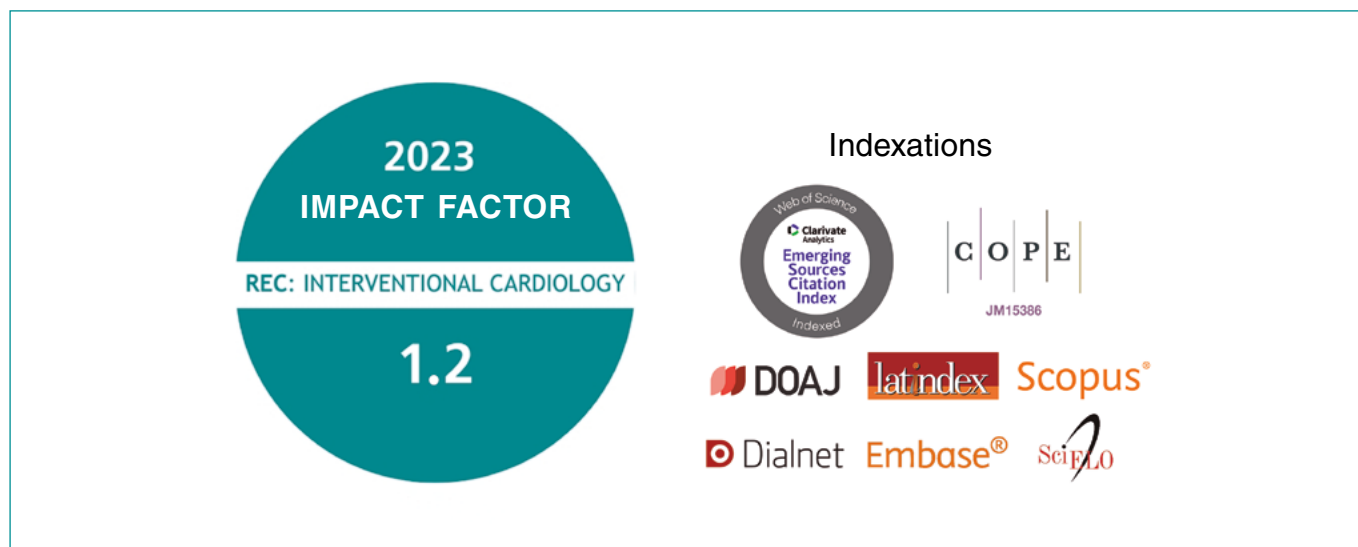 2023
IMPACT FACTOR
REC: INTERVENTIONAL CARDIOLOGY
1.2
Indexations
Web of Science
Clarivate
Analytics
Emerging
Sources
Citation
Index
Indexed
COPE
JM15386
DOAJ
latindex
Scopus®
Dialnet
Embase®
SciELO